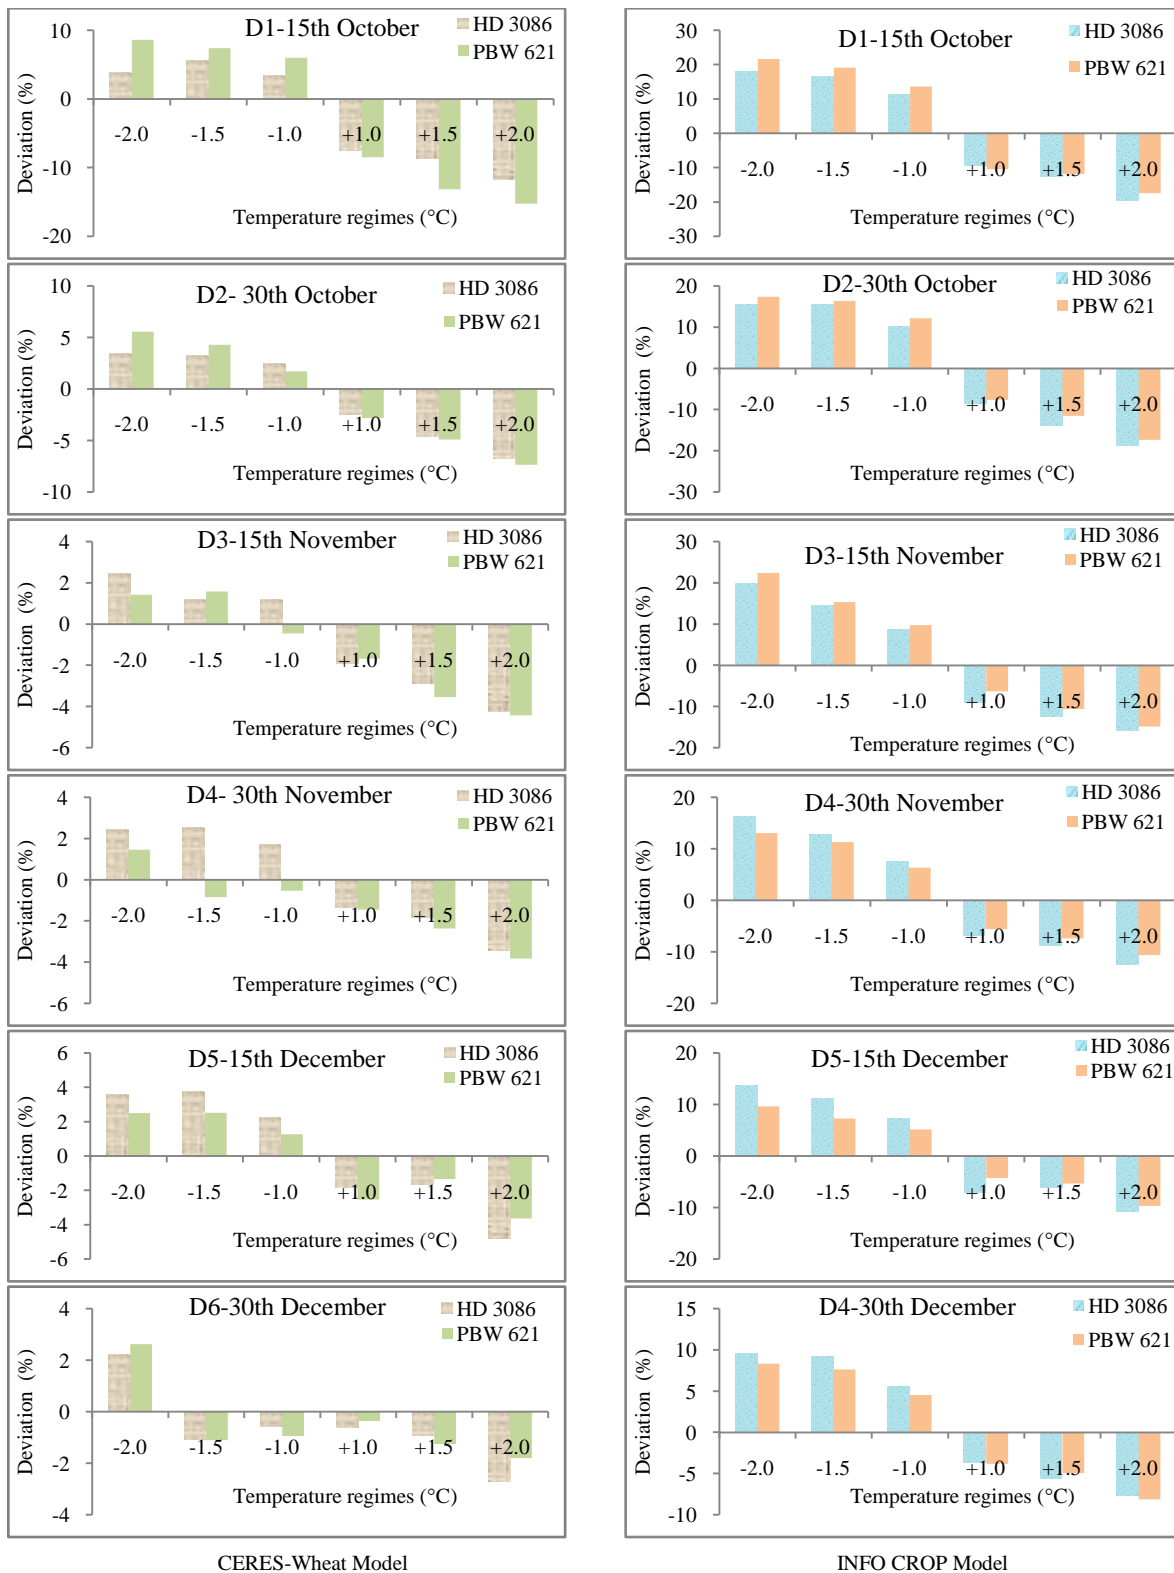 D1-15th October
HD 3086
PBW 621
10
0
-10
-20
Deviation (%)
-2.0 -1.5 -1.0 +1.0 +1.5 +2.0
Temperature regimes (°C)
D1-15th October
HD 3086
PBW 621
30
20
10
0
-10
-20
-30
Deviation (%)
-2.0 -1.5 -1.0 +1.0 +1.5 +2.0
Temperature regimes (°C)
D2- 30th October
HD 3086
PBW 621
10
5
0
-5
-10
Deviation (%)
-2.0 -1.5 -1.0 +1.0 +1.5 +2.0
Temperature regimes (°C)
D2-30th October
HD 3086
PBW 621
20
10
0
-10
-20
-30
Deviation (%)
-2.0 -1.5 -1.0 +1.0 +1.5 +2.0
Temperature regimes (°C)
D3-15th November
HD 3086
PBW 621
4
2
0
-2
-4
-6
Deviation (%)
-2.0 -1.5 -1.0 +1.0 +1.5 +2.0
Temperature regimes (°C)
D3-15th November
HD 3086
PBW 621
30
20
10
0
-10
-20
Deviation (%)
-2.0 -1.5 -1.0 +1.0 +1.5 +2.0
Temperature regimes (°C)
D4- 30th November
HD 3086
PBW 621
4
2
0
-2
-4
-6
Deviation (%)
-2.0 -1.5 -1.0 +1.0 +1.5 +2.0
Temperature regimes (°C)
D4-30th November
HD 3086
PBW 621
20
10
0
-10
-20
Deviation (%)
-2.0 -1.5 -1.0 +1.0 +1.5 +2.0
Temperature regimes (°C)
D5-15th December
HD 3086
PBW 621
6
4
2
0
-2
-4
-6
Deviation (%)
-2.0 -1.5 -1.0 +1.0 +1.5 +2.0
Temperature regimes (°C)
D5-15th December
HD 3086
PBW 621
20
10
0
-10
-20
Deviation (%)
-2.0 -1.5 -1.0 +1.0 +1.5 +2.0
Temperature regimes (°C)
D6-30th December
HD 3086
PBW 621
4
2
0
-2
-4
Deviation (%)
-2.0 -1.5 -1.0 +1.0 +1.5 +2.0
Temperature regimes (°C)
D4-30th December
HD 3086
PBW 621
15
10
5
0
-5
-10
Deviation (%)
-2.0 -1.5 -1.0 +1.0 +1.5 +2.0
Temperature regimes (°C)
CERES-Wheat Model
INFO CROP Model